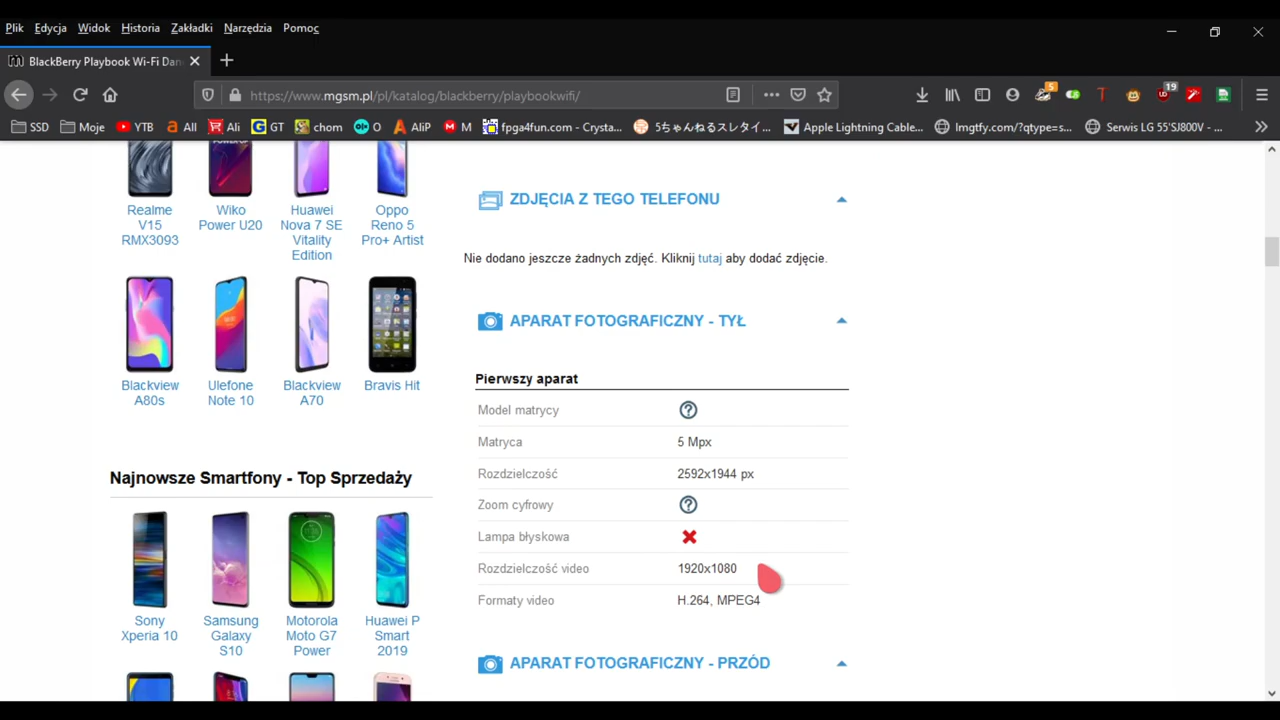 Plik Edycja Widok Historia Zakładki Narzędzia Pomoc
BlackBerry Playbook Wi-Fi Dan
https://www.mgsm.pl/pl/katalog/blackberry/playbookwifi/
5
19
SSD Moje YTB All Ali GT chom O AliP M fpga4fun.com - Crysta... 5ちゃんねるスレタイ... Apple Lightning Cable... lmgtfy.com/?qtype=s... Serwis LG 55'SJ800V - ...
Realme V15 RMX3093
Wiko Power U20
Huawei Nova 7 SE Vitality Edition
Oppo Reno 5 Pro+ Artist
Blackview A80s
Ulefone Note 10
Blackview A70
Bravis Hit
Najnowsze Smartfony - Top Sprzedaży
Sony Xperia 10
Samsung Galaxy S10
Motorola Moto G7 Power
Huawei P Smart 2019
ZDJĘCIA Z TEGO TELEFONU
Nie dodano jeszcze żadnych zdjęć. Kliknij tutaj aby dodać zdjęcie.
APARAT FOTOGRAFICZNY - TYŁ
Pierwszy aparat
Model matrycy
Matryca 5 Mpx
Rozdzielczość 2592x1944 px
Zoom cyfrowy
Lampa błyskowa
Rozdzielczość video 1920x1080
Formaty video H.264, MPEG4
APARAT FOTOGRAFICZNY - PRZÓD